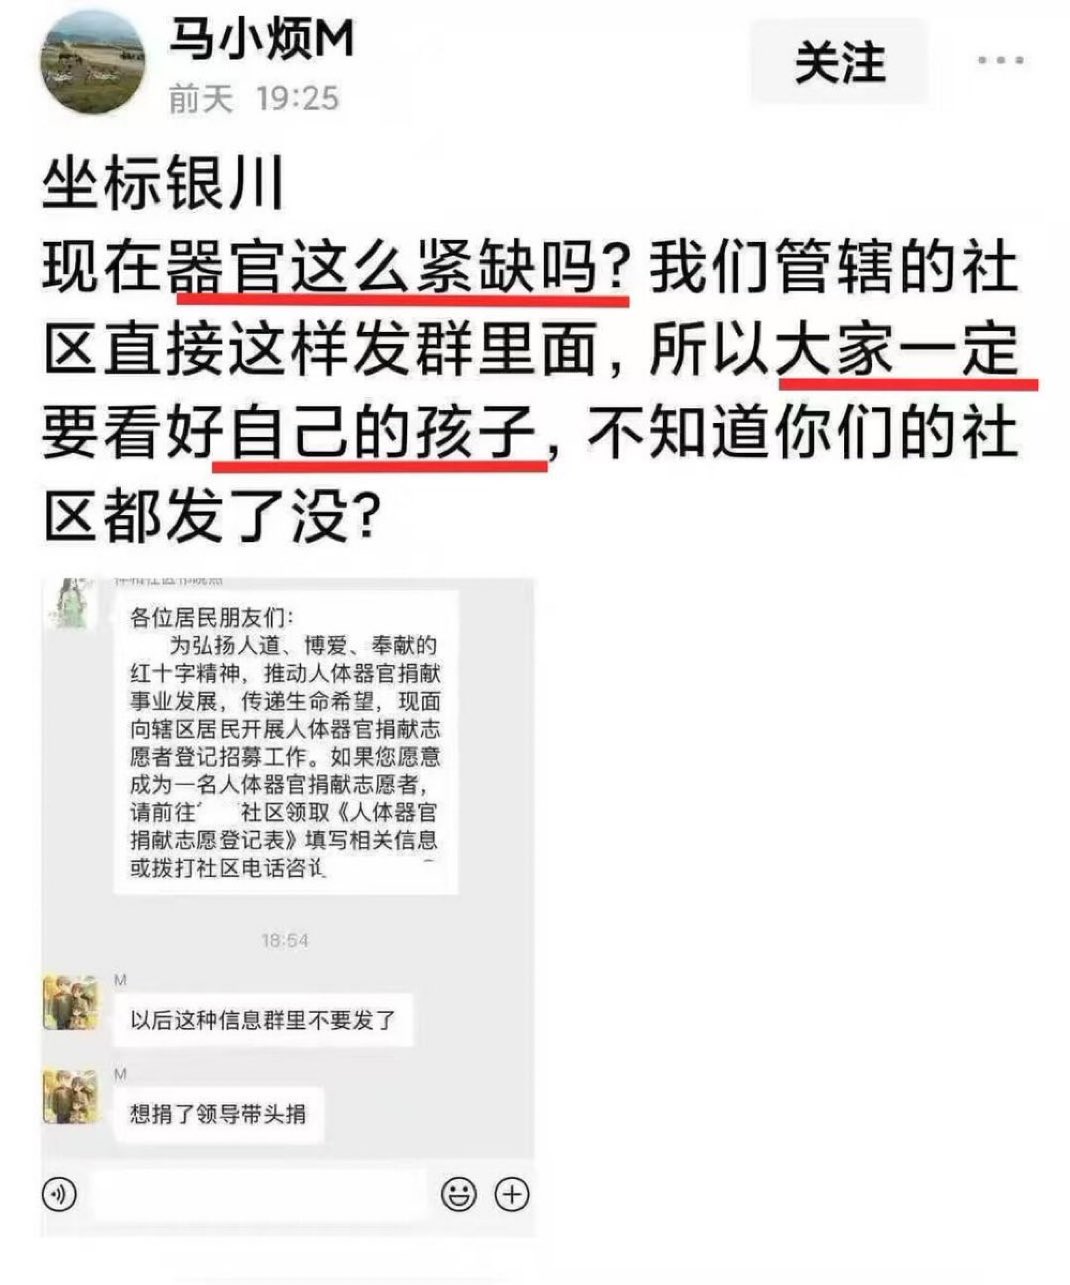 马小烦M
前天 19:25
关注
坐标银川
现在器官这么紧缺吗？我们管辖的社
区直接这样发群里面，所以大家一定
要看好自己的孩子，不知道你们的社
区都发了没？
各位居民朋友们：
为弘扬人道、博爱、奉献的
红十字精神，推动人体器官捐献
事业发展，传递生命希望，现面
向辖区居民开展人体器官捐献志
愿者登记招募工作。如果您愿意
成为一名人体器官捐献志愿者，
请前往 社区领取《人体器官
捐献志愿登记表》填写相关信息
或拨打社区电话咨询
18:54
M
以后这种信息群里不要发了
M
想捐了领导带头捐